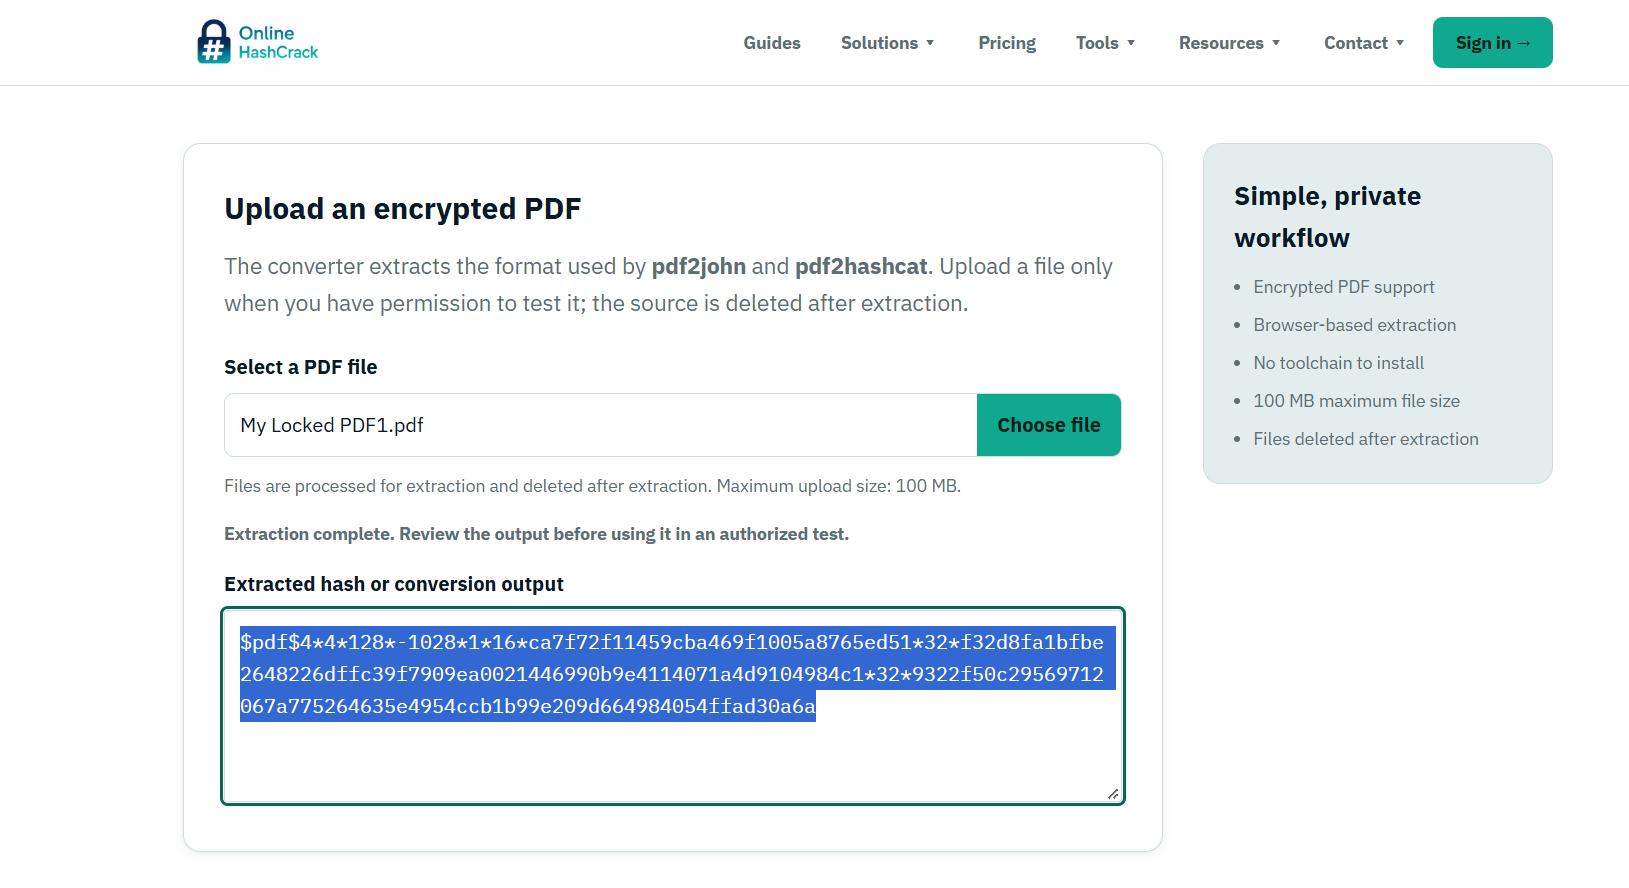 Online
HashCrack
Guides
Solutions ▼
Pricing
Tools ▼
Resources ▼
Contact ▼
Sign in →
Upload an encrypted PDF
The converter extracts the format used by pdf2john and pdf2hashcat. Upload a file only
when you have permission to test it; the source is deleted after extraction.
Select a PDF file
My Locked PDF1.pdf
Choose file
Files are processed for extraction and deleted after extraction. Maximum upload size: 100 MB.
Extraction complete. Review the output before using it in an authorized test.
Extracted hash or conversion output
$pdf$4*4*128*-1028*1*16*ca7f72f11459cba469f1005a8765ed51*32*f32d8fa1bfbe
2648226dffc39f7909ea0021446990b9e4114071a4d9104984c1*32*9322f50c29569712
067a775264635e4954ccb1b99e209d664984054ffad30a6a
Simple, private
workflow
• Encrypted PDF support
• Browser-based extraction
• No toolchain to install
• 100 MB maximum file size
• Files deleted after extraction